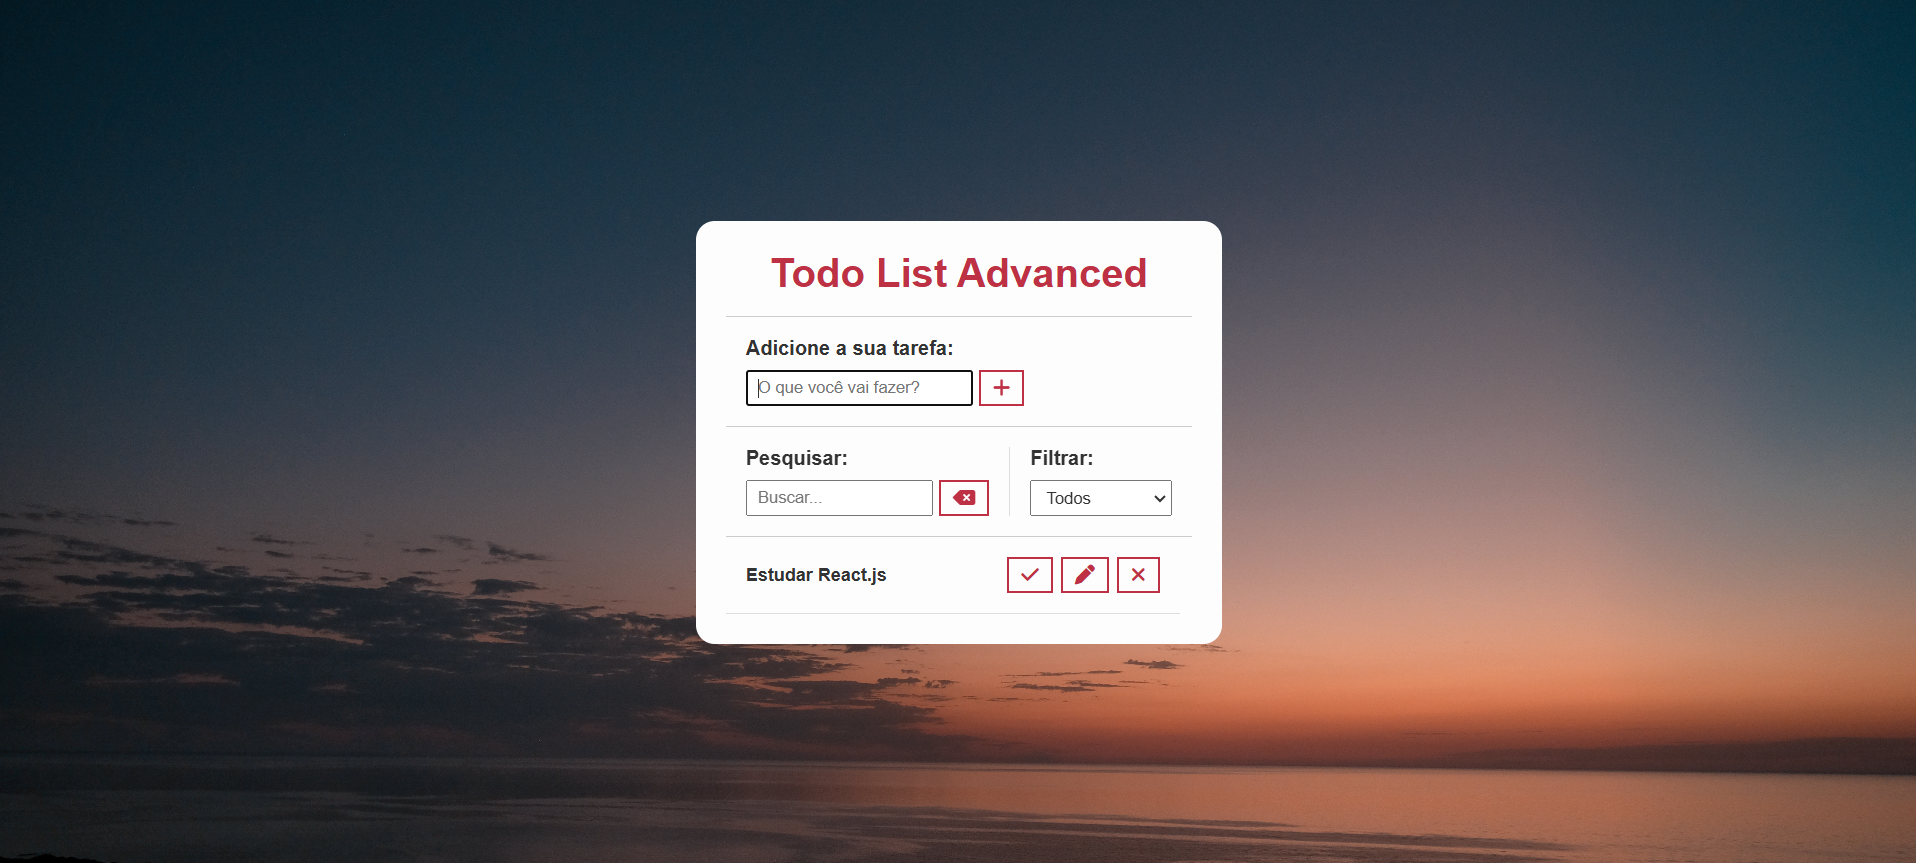 Todo List Advanced
Adicione a sua tarefa:
O que você vai fazer?
Pesquisar:
Filtrar:
Buscar...
Todos
Estudar React.js